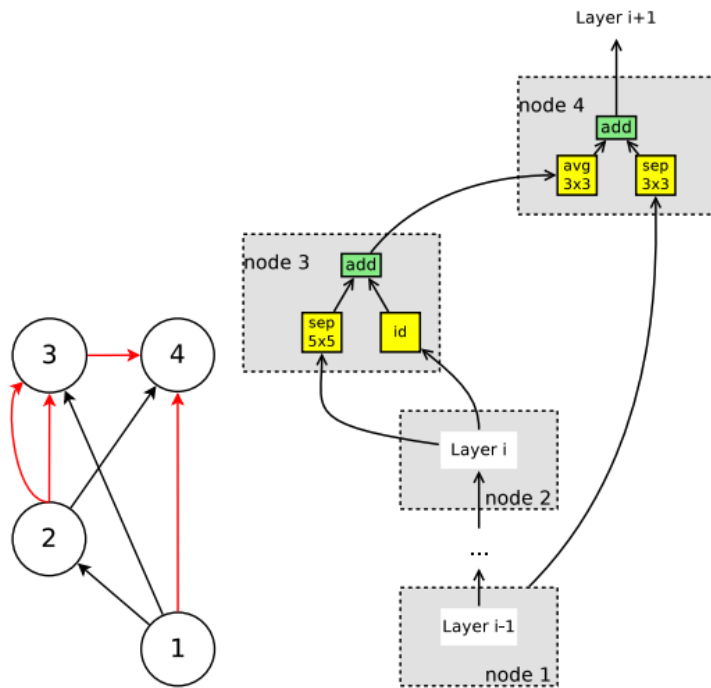 Layer i+1
node 4
add
avg
3x3
sep
3x3
node 3
add
sep
5x5
id
3
4
Layer i
node 2
2
...
1
Layer i-1
node 1